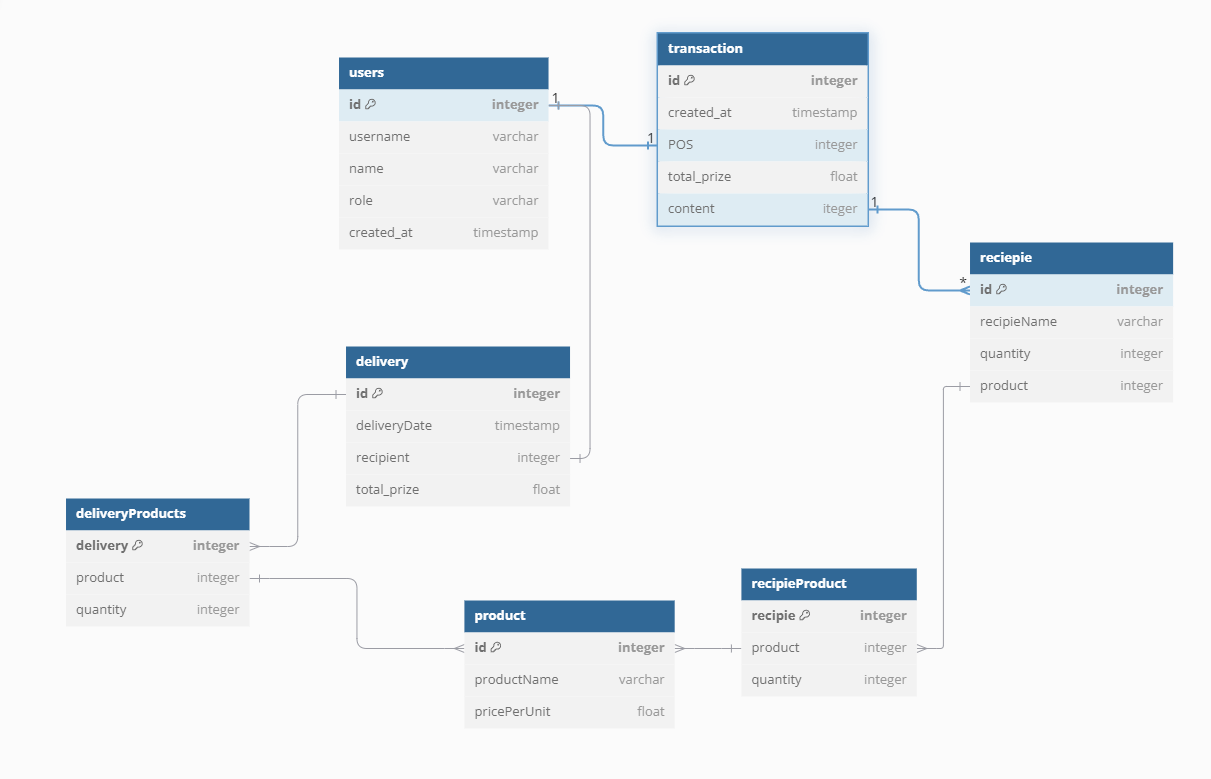 users
id integer
username varchar
name varchar
role varchar
created_at timestamp
1
1
transaction
id integer
created_at timestamp
POS integer
total_prize float
content iteger
1
*
reciepie
id integer
recipieName varchar
quantity integer
product integer
delivery
id integer
deliveryDate timestamp
recipient integer
total_prize float
deliveryProducts
delivery integer
product integer
quantity integer
product
id integer
productName varchar
pricePerUnit float
recipieProduct
recipie integer
product integer
quantity integer